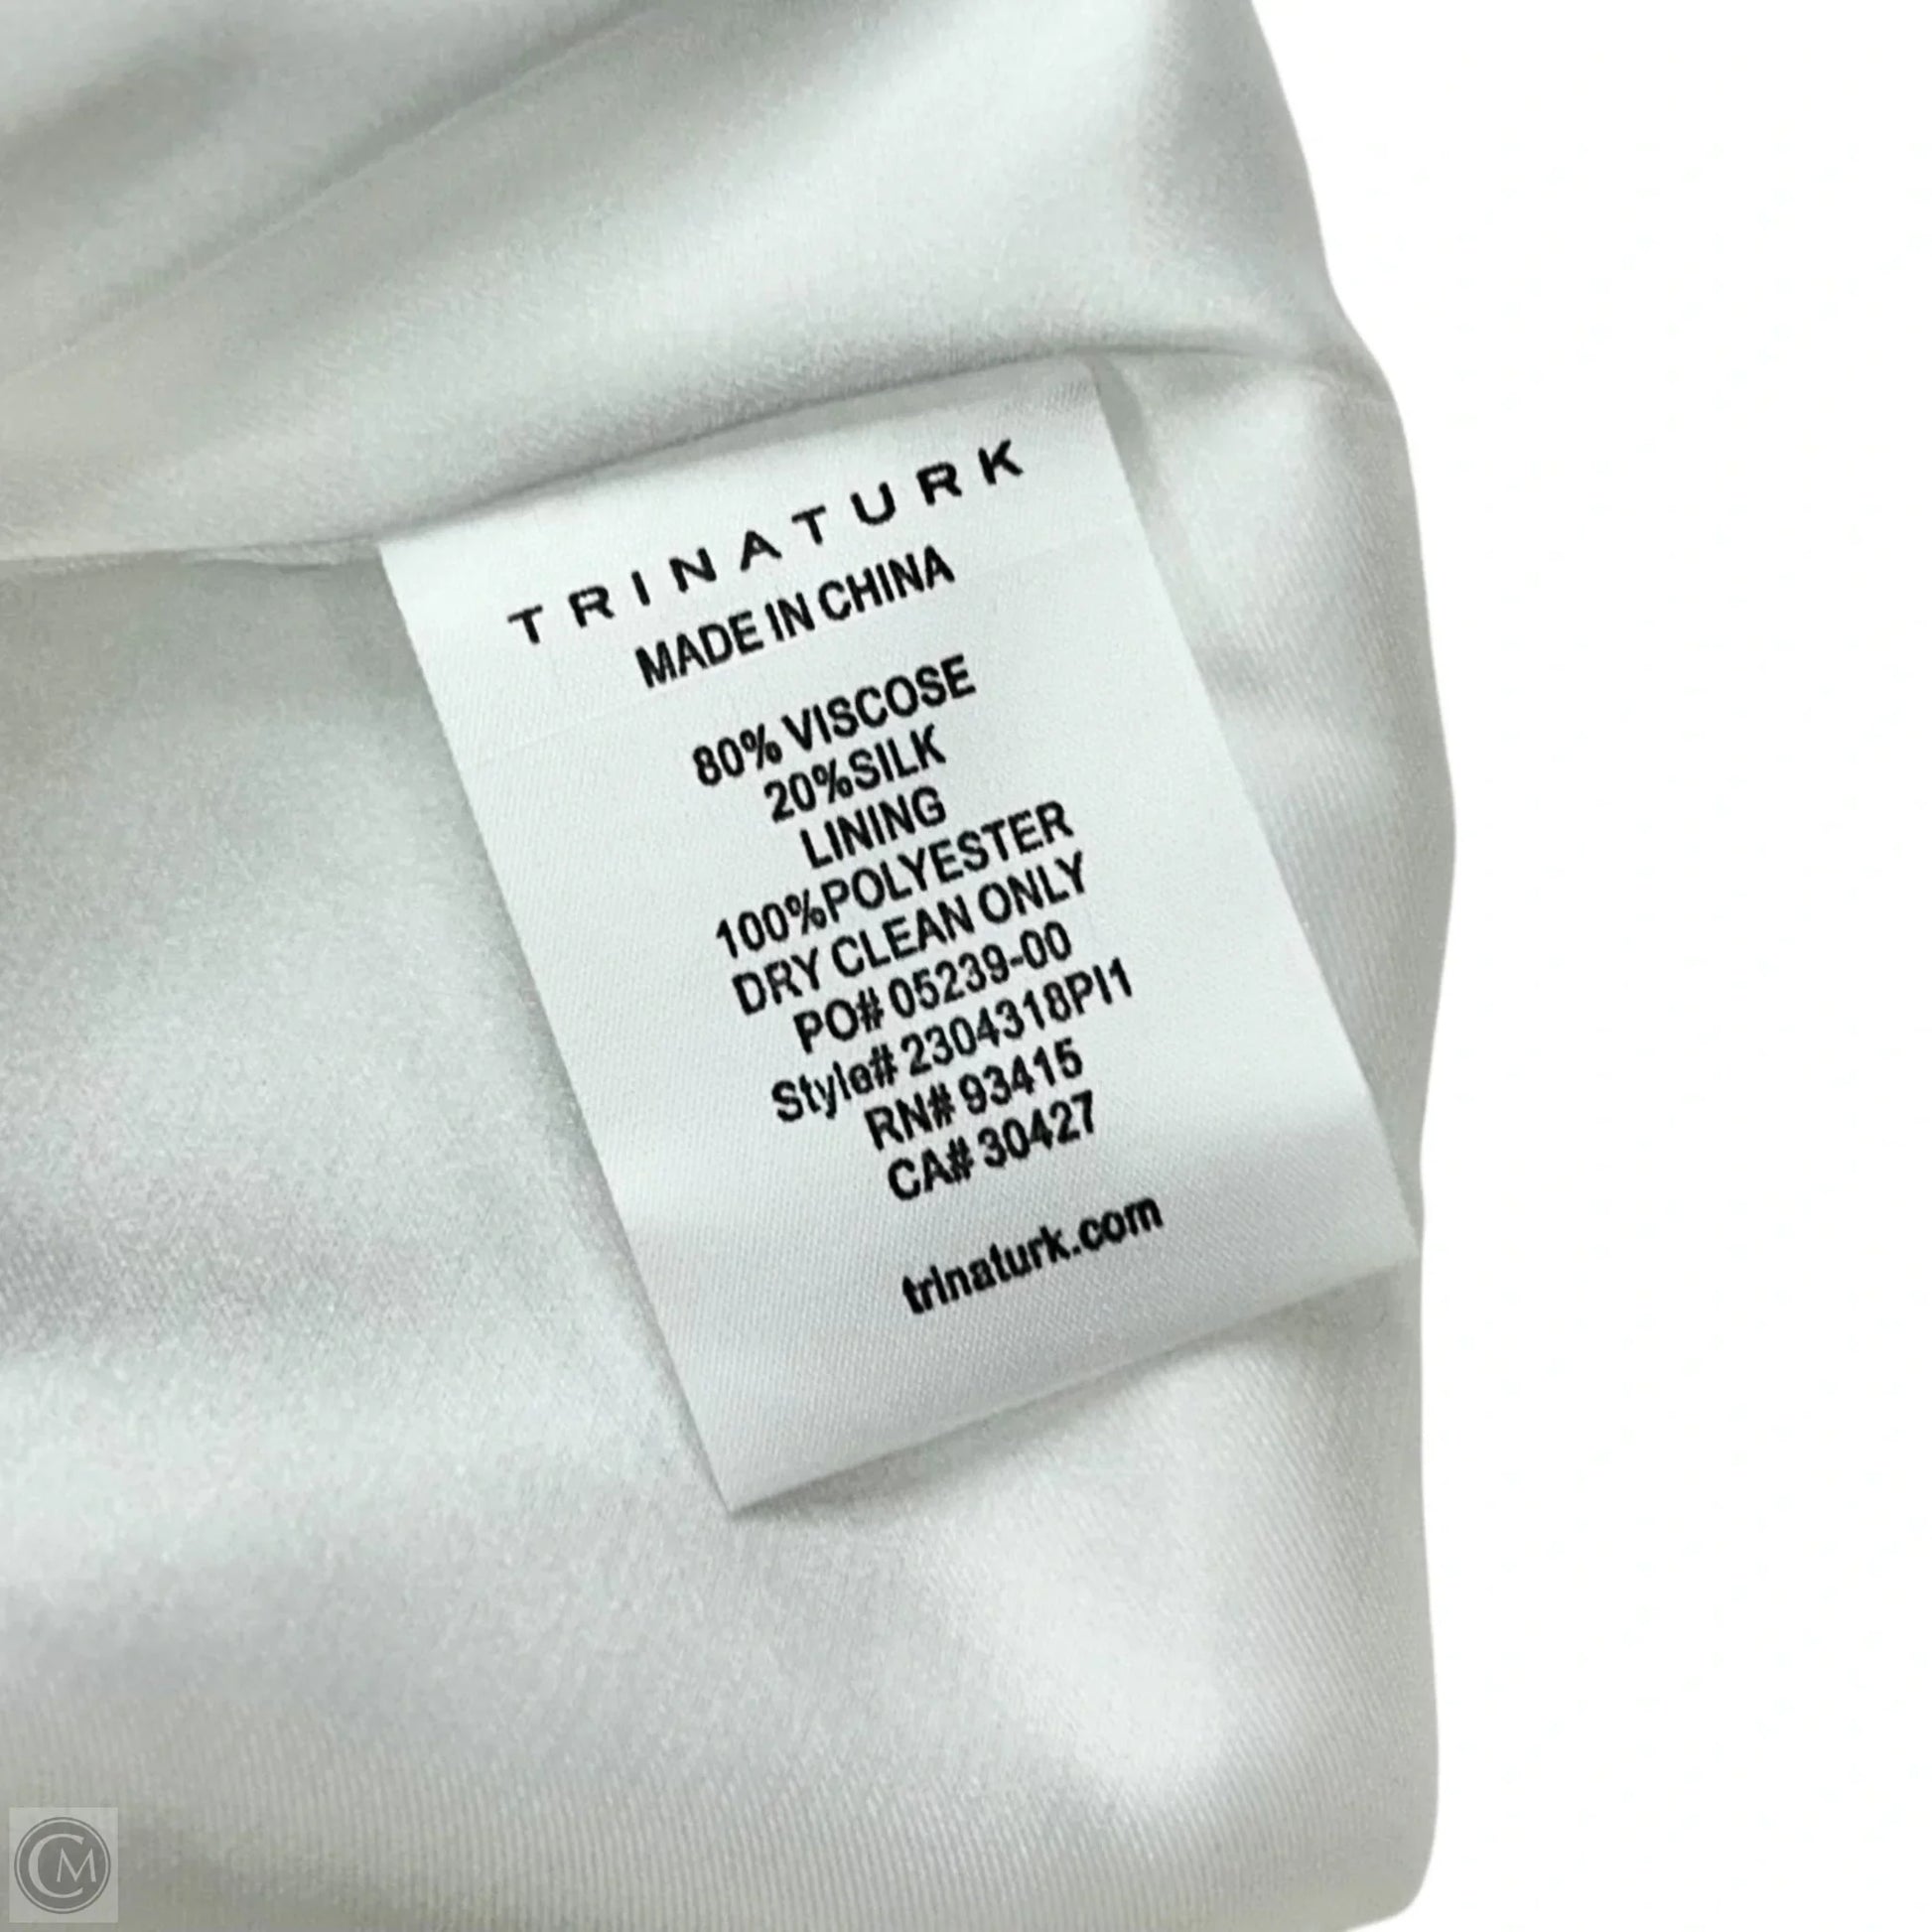 TRINATURK
MADE IN CHINA
80% VISCOSE
20%SILK
LINING
100%POLYESTER
DRY CLEAN ONLY
PO# 05239-00
Style# 2304318PI1
RN# 93415
CA# 30427
trinaturk.com
CM